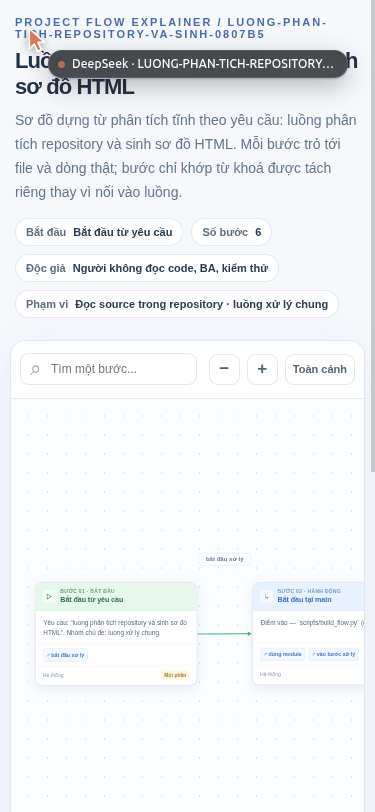 PROJECT FLOW EXPLAINER / LUONG-PHAN-
TICH-REPOSITORY-VA-SINH-0807B5
DeepSeek · LUONG-PHAN-TICH-REPOSITORY…
sơ đồ HTML
Sơ đồ dựng từ phân tích tĩnh theo yêu cầu: luồng phân
tích repository và sinh sơ đồ HTML. Mỗi bước trỏ tới
file và dòng thật; bước chỉ khớp từ khoá được tách
riêng thay vì nối vào luồng.
Bắt đầu Bắt đầu từ yêu cầu
Số bước 6
Độc giả Người không đọc code, BA, kiểm thử
Phạm vi Đọc source trong repository · luồng xử lý chung
Tìm một bước...
− + Toàn cảnh
bắt đầu xử lý
BƯỚC 01 · BẮT ĐẦU
Bắt đầu từ yêu cầu
Yêu cầu: "luồng phân tích repository và sinh sơ đồ
HTML". Nhóm chủ đề: luồng xử lý chung.
↗ bắt đầu xử lý
Hệ thống
Một phần
BƯỚC 02 · HÀNH ĐỘNG
Bắt đầu tại main
Điểm vào — `scripts/build_flow.py`
↗ dùng module ↗ vào bước xử lý
Hệ thống